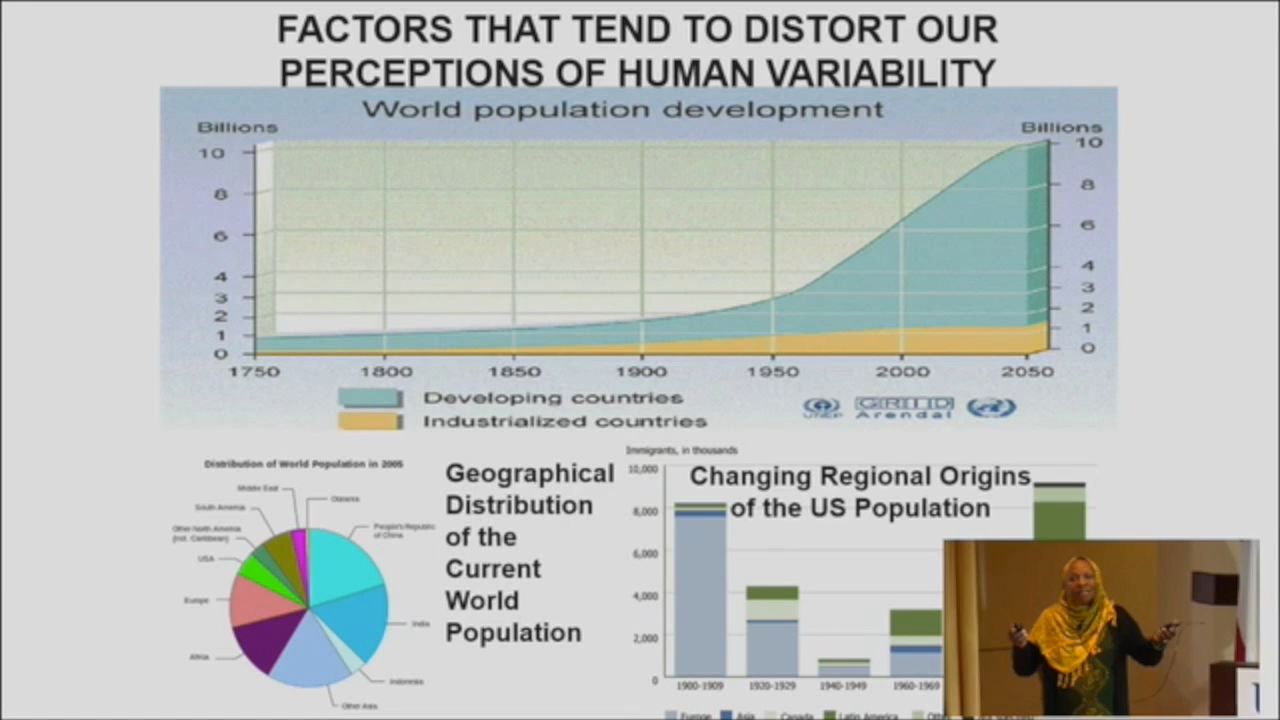 FACTORS THAT TEND TO DISTORT OUR
PERCEPTIONS OF HUMAN VARIABILITY
World population development
Billions
Billions
10
8
6
4
3
2
1
0
10
8
6
4
3
2
1
0
1750 1800 1850 1900 1950 2000 2050
Developing countries
Industrialized countries
UNEP
GRID
Arendal
Distribution of World Population in 2005
Middle East
Oceania
South America
People's Republic
of China
Other North America
(incl. Caribbean)
USA
Europe
India
Africa
Indonesia
Other Asia
Geographical
Distribution
of the
Current
World
Population
Immigrants, in thousands
Changing Regional Origins
of the US Population
10,000
8,000
6,000
4,000
2,000
0
1900-1909 1920-1929 1940-1949 1960-1969
Europe Asia Canada Latin America